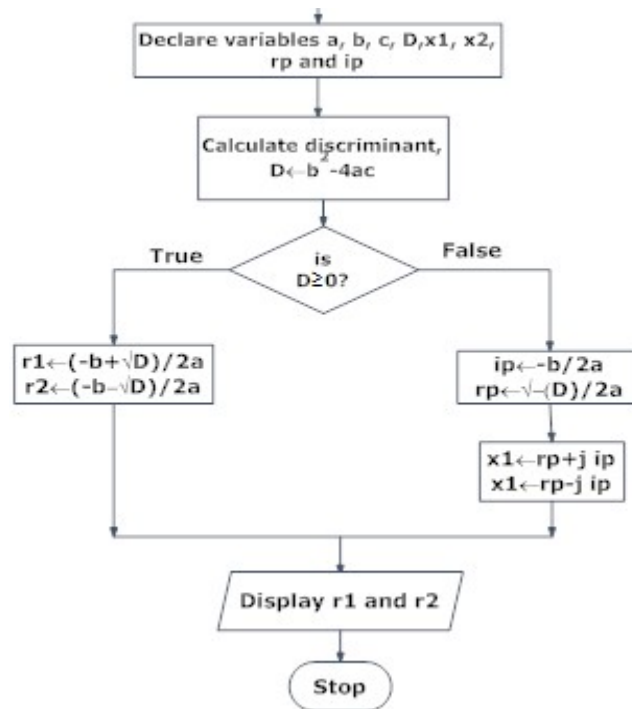 Declare variables a, b, c, D,x1, x2,
rp and ip
Calculate discriminant,
D←b²-4ac
True
False
is
D≥0?
r1←(-b+√D)/2a
r2←(-b−√D)/2a
ip←-b/2a
rp←√−(D)/2a
x1←rp+j ip
x1←rp-j ip
Display r1 and r2
Stop